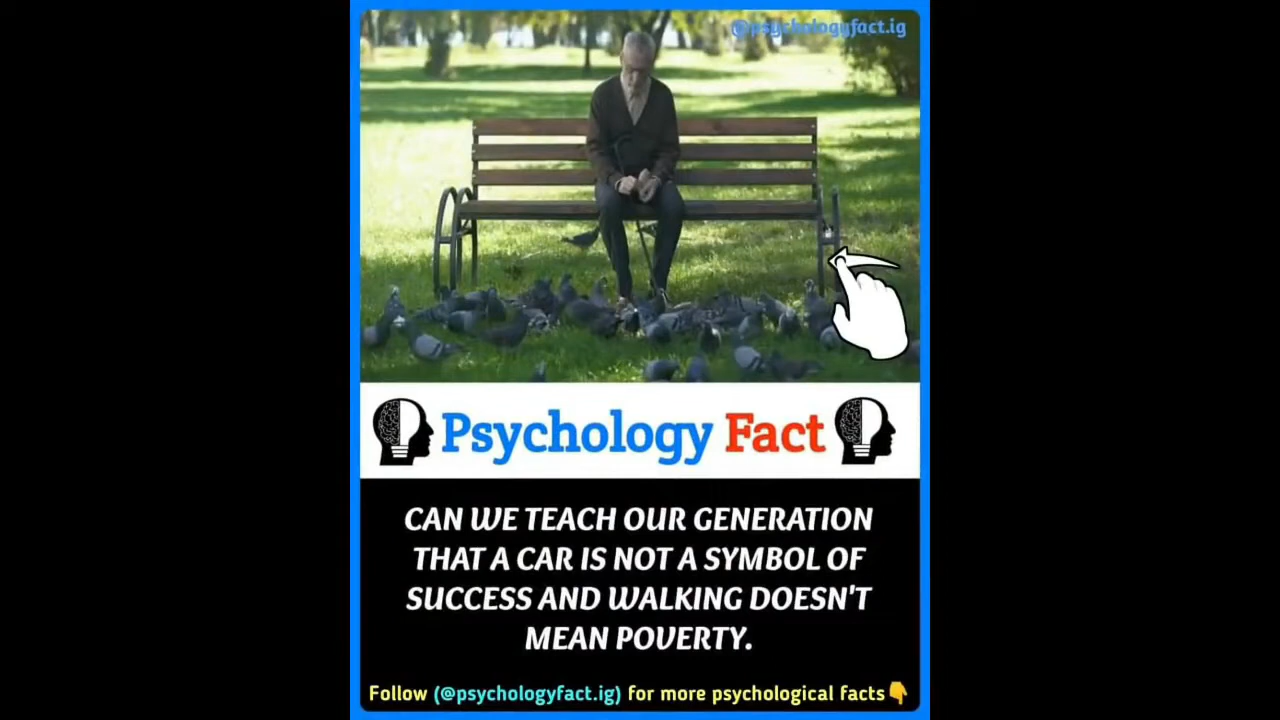 @psychologyfact.ig
Psychology Fact
CAN WE TEACH OUR GENERATION
THAT A CAR IS NOT A SYMBOL OF
SUCCESS AND WALKING DOESN'T
MEAN POVERTY.
Follow (@psychologyfact.ig) for more psychological facts👇